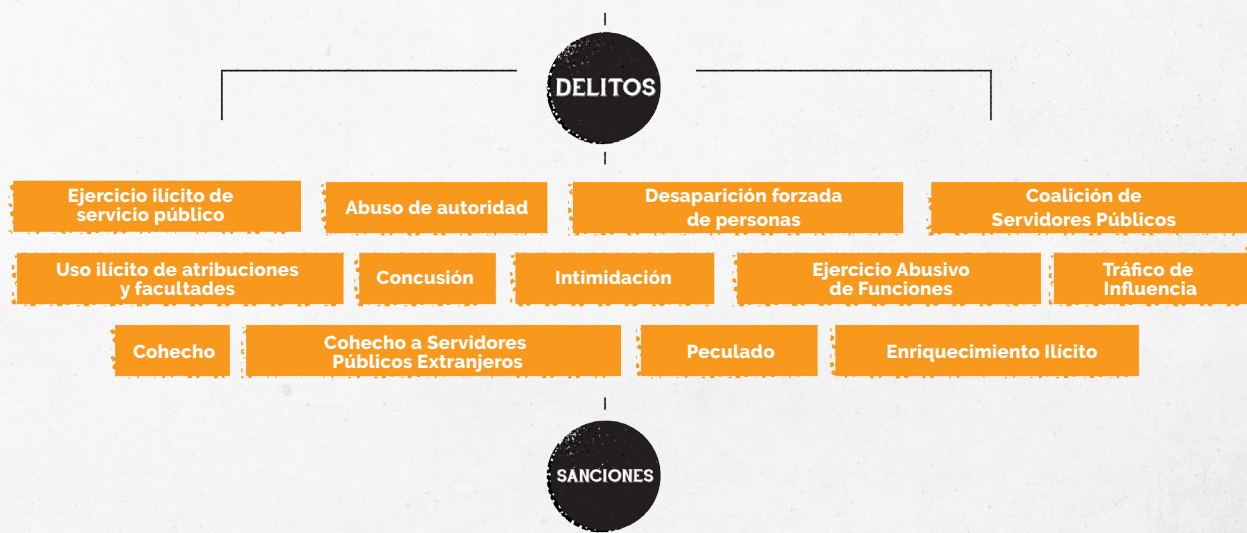 DELITOS
Ejercicio ilícito de
servicio público
Abuso de autoridad
Desaparición forzada
de personas
Coalición de
Servidores Públicos
Uso ilícito de atribuciones
y facultades
Concusión
Intimidación
Ejercicio Abusivo
de Funciones
Tráfico de
Influencia
Cohecho
Cohecho a Servidores
Públicos Extranjeros
Peculado
Enriquecimiento Ilícito
SANCIONES